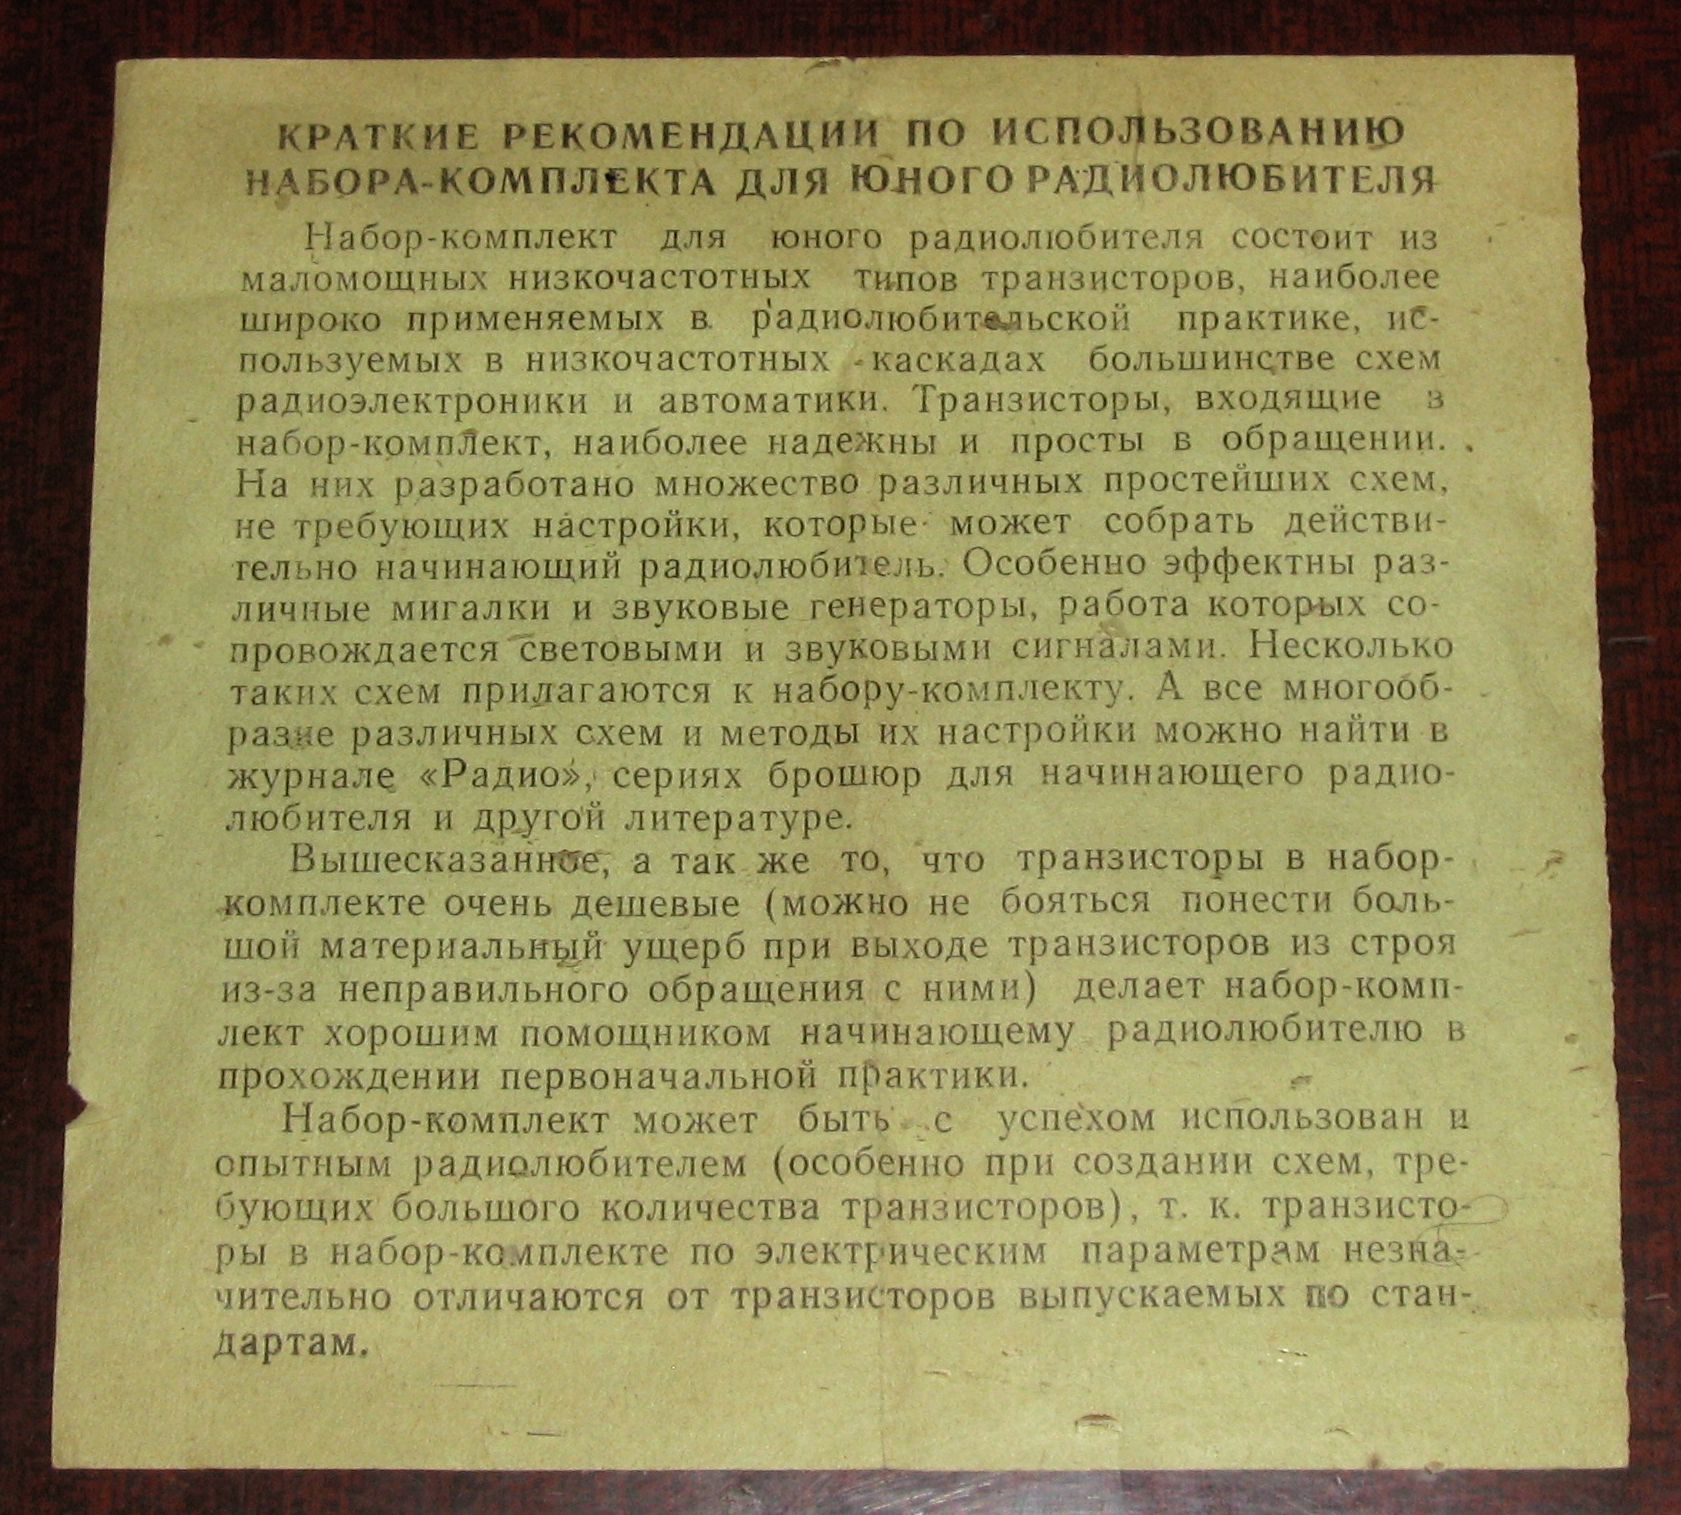 КРАТКИЕ РЕКОМЕНДАЦИИ ПО ИСПОЛЬЗОВАНИЮ
НАБОРА-КОМПЛЕКТА ДЛЯ ЮНОГО РАДИОЛЮБИТЕЛЯ
Набор-комплект для юного радиолюбителя состоит из
маломощных низкочастотных типов транзисторов, наиболее
широко применяемых в радиолюбительской практике, ис-
пользуемых в низкочастотных каскадах большинстве схем
радиоэлектроники и автоматики. Транзисторы, входящие в
набор-комплект, наиболее надежны и просты в обращении.
На них разработано множество различных простейших схем,
не требующих настройки, которые может собрать действи-
тельно начинающий радиолюбитель. Особенно эффектны раз-
личные мигалки и звуковые генераторы, работа которых со-
провождается световыми и звуковыми сигналами. Несколько
таких схем прилагаются к набору-комплекту. А все многооб-
разие различных схем и методы их настройки можно найти в
журнале «Радио», сериях брошюр для начинающего радио-
любителя и другой литературе.
Вышесказанное, а так же то, что транзисторы в набор-
комплекте очень дешевые (можно не бояться понести боль-
шой материальный ущерб при выходе транзисторов из строя
из-за неправильного обращения с ними) делает набор-комп-
лект хорошим помощником начинающему радиолюбителю в
прохождении первоначальной практики.
Набор-комплект может быть с успехом использован и
опытным радиолюбителем (особенно при создании схем, тре-
бующих большого количества транзисторов), т. к. транзисто-
ры в набор-комплекте по электрическим параметрам незна-
чительно отличаются от транзисторов выпускаемых по стан-
дартам.